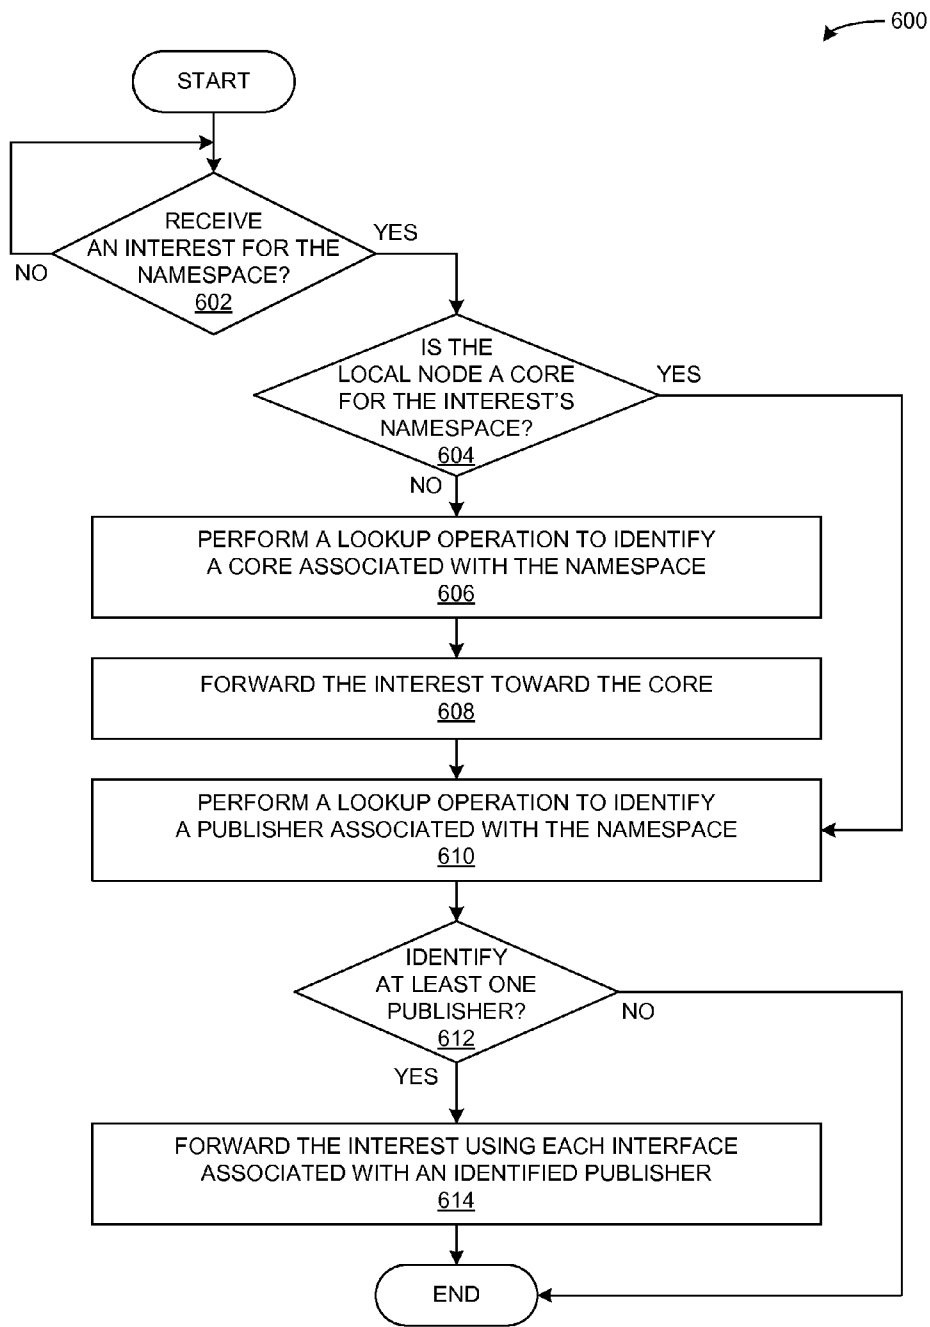 600
START
RECEIVE
AN INTEREST FOR THE
NAMESPACE?
602
YES
NO
IS THE
LOCAL NODE A CORE
FOR THE INTEREST'S
NAMESPACE?
604
YES
NO
PERFORM A LOOKUP OPERATION TO IDENTIFY
A CORE ASSOCIATED WITH THE NAMESPACE
606
FORWARD THE INTEREST TOWARD THE CORE
608
PERFORM A LOOKUP OPERATION TO IDENTIFY
A PUBLISHER ASSOCIATED WITH THE NAMESPACE
610
IDENTIFY
AT LEAST ONE
PUBLISHER?
612
NO
YES
FORWARD THE INTEREST USING EACH INTERFACE
ASSOCIATED WITH AN IDENTIFIED PUBLISHER
614
END